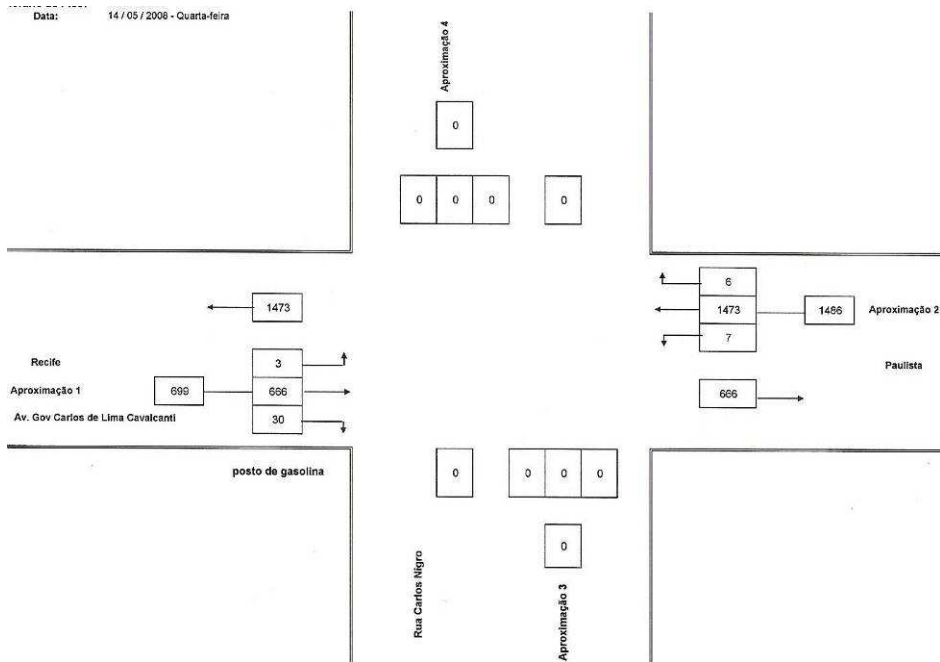 Data: 14 / 05 / 2008 - Quarta-feira
Aproximação 4
0
0 0 0 0
6
1473 1473 1486 Aproximação 2
7
Recife 3 Paulista
Aproximação 1 699 666 666
Av. Gov Carlos de Lima Cavalcanti 30
posto de gasolina 0 0 0 0
0
Rua Carlos Nigro
Aproximação 3